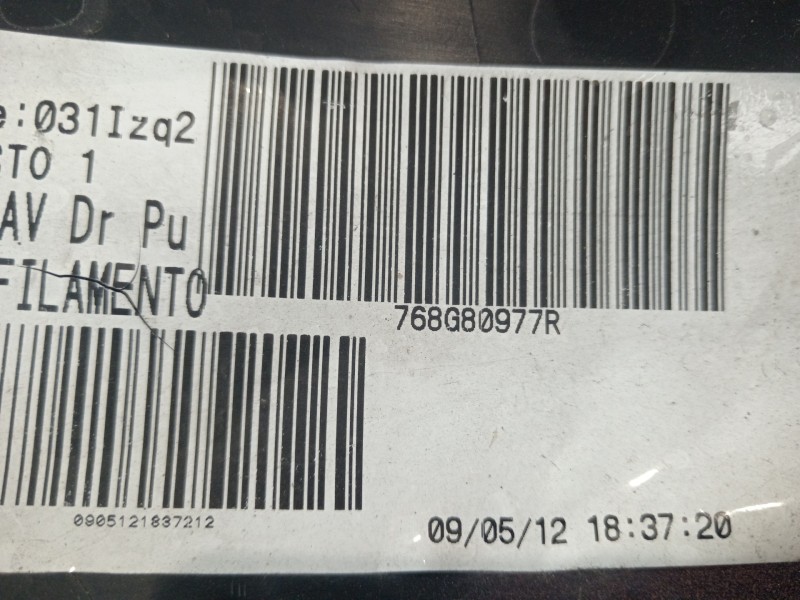 e:031Izq2
STO 1
AV Dr Pu
FILAMENTO
768G80977R
0905121837212
09/05/12 18:37:20